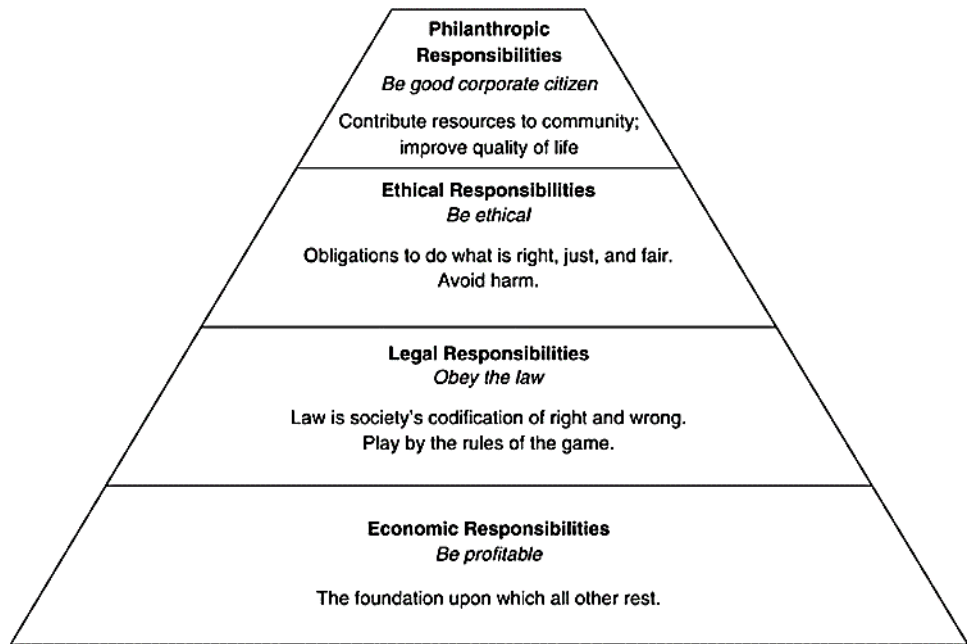 Philanthropic
Responsibilities
Be good corporate citizen
Contribute resources to community;
improve quality of life
Ethical Responsibilities
Be ethical
Obligations to do what is right, just, and fair.
Avoid harm.
Legal Responsibilities
Obey the law
Law is society's codification of right and wrong.
Play by the rules of the game.
Economic Responsibilities
Be profitable
The foundation upon which all other rest.